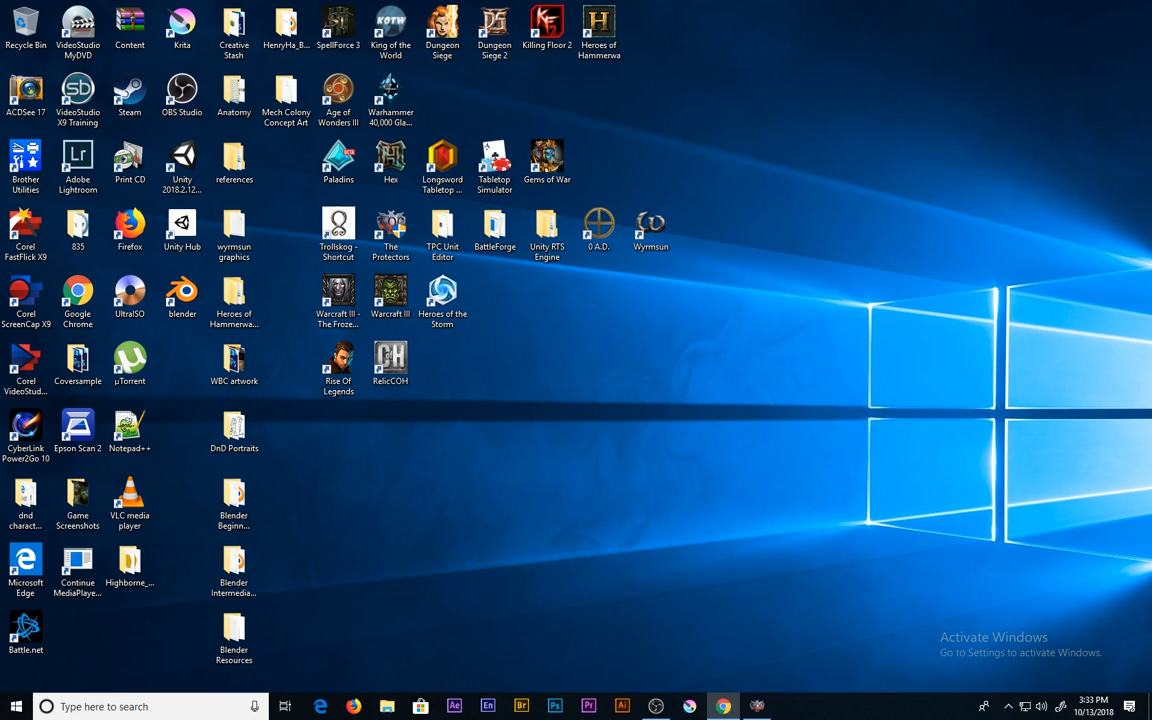 Recycle Bin
VideoStudio
MyDVD
Content
Krita
Creative
Stash
HenryHa_B...
SpellForce 3
King of the
World
Dungeon
Siege
Dungeon
Siege 2
Killing Floor 2
Heroes of
Hammerwa
ACDSee 17
VideoStudio
X9 Training
Steam
OBS Studio
Anatomy
Mech Colony
Concept Art
Age of
Wonders III
Warhammer
40,000 Gla...
Brother
Utilities
Adobe
Lightroom
Print CD
Unity
2018.2.12...
references
Paladins
Hex
Longsword
Tabletop ...
Tabletop
Simulator
Gems of War
Corel
FastFlick X9
835
Firefox
Unity Hub
wyrmsun
graphics
Trollskog -
Shortcut
The
Protectors
TPC Unit
Editor
BattleForge
Unity RTS
Engine
0 A.D.
Wyrmsun
Corel
ScreenCap X9
Google
Chrome
UltraISO
blender
Heroes of
Hammerwa...
Warcraft III -
The Froze...
Warcraft III
Heroes of the
Storm
Corel
VideoStud...
Coversample
µTorrent
WBC artwork
Rise Of
Legends
RelicCOH
CyberLink
Power2Go 10
Epson Scan 2
Notepad++
DnD Portraits
dnd
charact...
Game
Screenshots
VLC media
player
Blender
Beginn...
Microsoft
Edge
Continue
MediaPlaye...
Highborne_...
Blender
Intermedia...
Battle.net
Blender
Resources
Activate Windows
Go to Settings to activate Windows.
Type here to search
Ae
En
Br
Ps
Pr
Ai
3:33 PM
10/13/2018